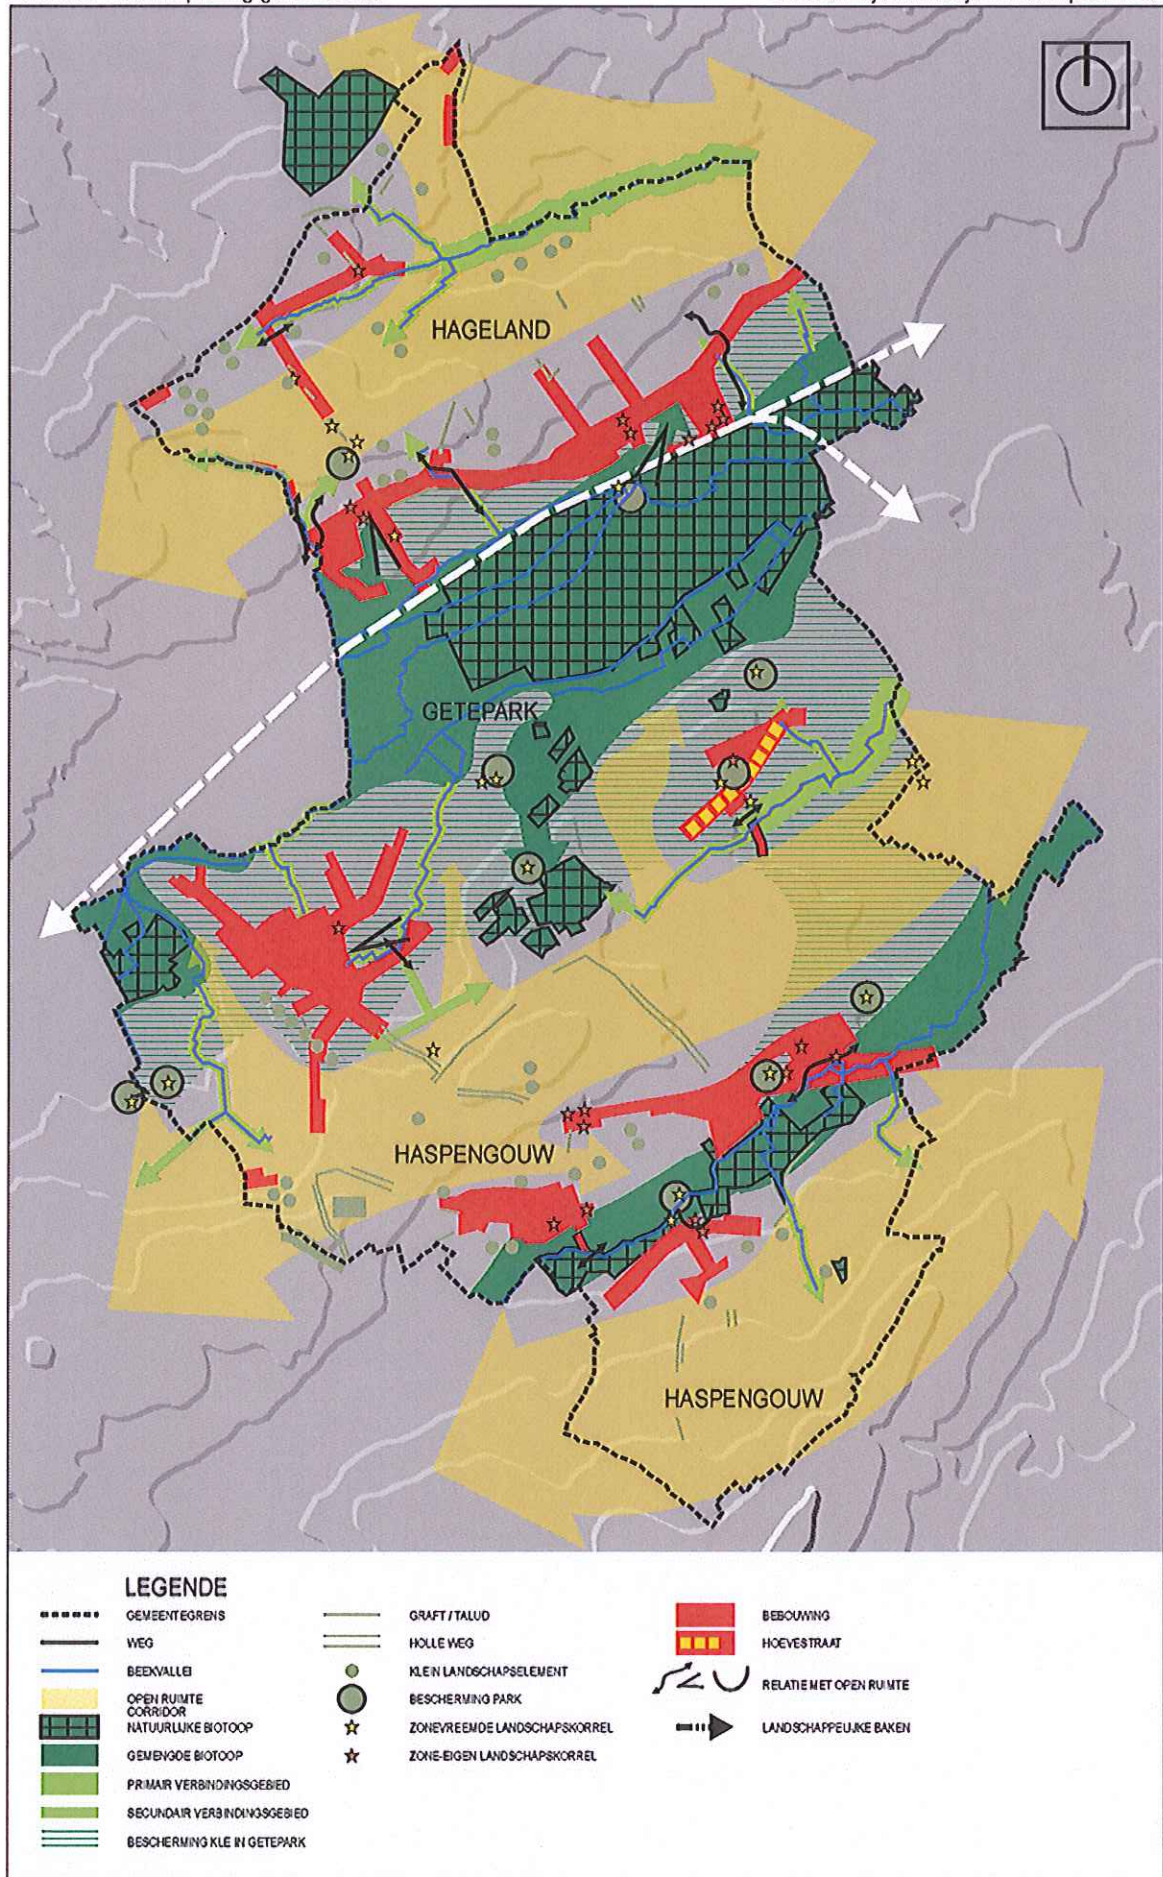 HAGELAND
GETEPARK
HASPENGOUW
HASPENGOUW
LEGENDE
GEMEENTEGRENS
WEG
BEEKVALLEI
OPEN RUIMTE
CORRIDOR
NATUURLIJKE BIOTOOP
GEMENGDE BIOTOOP
PRIMAIR VERBINDINGSGEBIED
SECUNDAIR VERBINDINGSGEBIED
BESCHERMING KLE IN GETEPARK
GRAFT / TALUD
HOLLE WEG
KLEIN LANDSCHAPSELEMENT
BESCHERMING PARK
ZONEVREEMDE LANDSCHAPSKORREL
ZONE-EIGEN LANDSCHAPSKORREL
BEBOUWING
HOEVESTRAAT
RELATIE MET OPEN RUIMTE
LANDSCHAPPELIJKE BAKEN